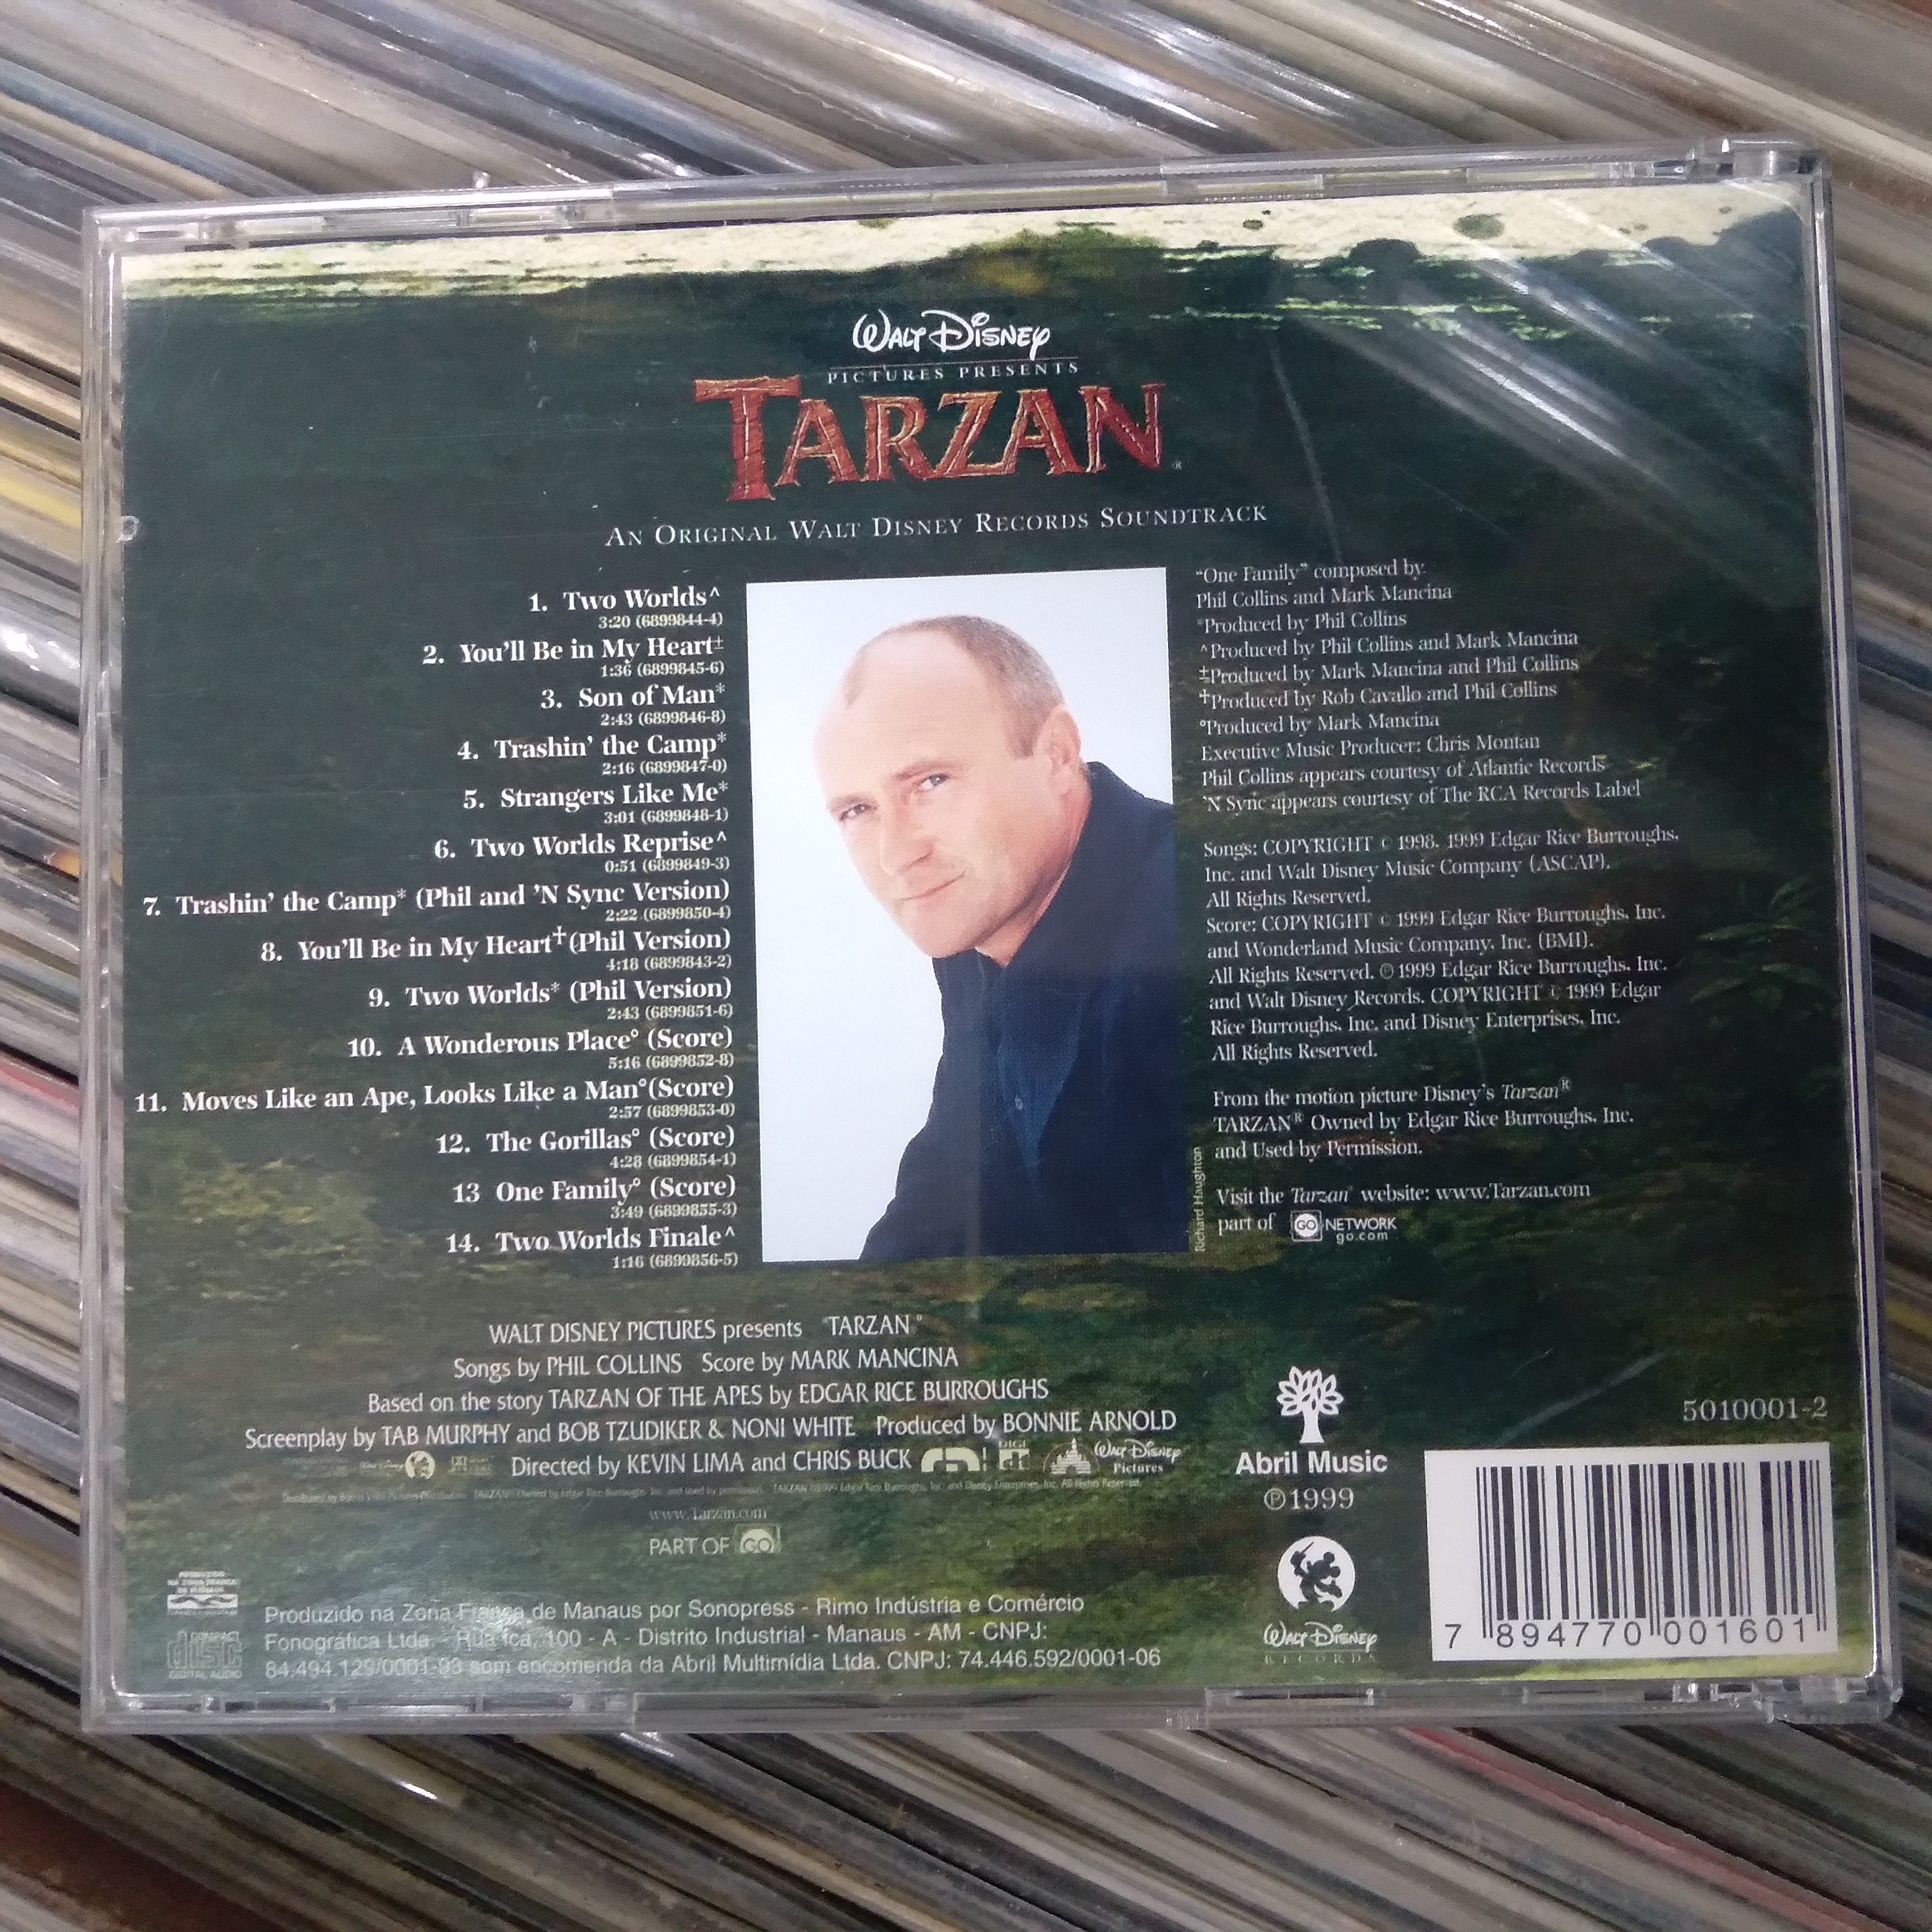 WALT DISNEY
PICTURES PRESENTS
TARZAN®
AN ORIGINAL WALT DISNEY RECORDS SOUNDTRACK
1. Two Worlds^
3:20 (6899844-4)
2. You'll Be in My Heart‡
1:36 (6899845-6)
3. Son of Man*
2:43 (6899846-8)
4. Trashin' the Camp*
2:16 (6899847-0)
5. Strangers Like Me*
3:01 (6899848-1)
6. Two Worlds Reprise^
0:51 (6899849-3)
7. Trashin' the Camp* (Phil and 'N Sync Version)
2:22 (6899850-4)
8. You'll Be in My Heart†(Phil Version)
4:18 (6899843-2)
9. Two Worlds* (Phil Version)
2:43 (6899851-6)
10. A Wonderous Place° (Score)
5:16 (6899852-8)
11. Moves Like an Ape, Looks Like a Man°(Score)
2:57 (6899853-0)
12. The Gorillas° (Score)
4:28 (6899854-1)
13 One Family° (Score)
3:49 (6899855-3)
14. Two Worlds Finale^
1:16 (6899856-5)
"One Family" composed by
Phil Collins and Mark Mancina
*Produced by Phil Collins
^Produced by Phil Collins and Mark Mancina
‡Produced by Mark Mancina and Phil Collins
†Produced by Rob Cavallo and Phil Collins
°Produced by Mark Mancina
Executive Music Producer: Chris Montan
Phil Collins appears courtesy of Atlantic Records
'N Sync appears courtesy of The RCA Records Label
Songs: COPYRIGHT © 1998, 1999 Edgar Rice Burroughs,
Inc. and Walt Disney Music Company (ASCAP).
All Rights Reserved.
Score: COPYRIGHT © 1999 Edgar Rice Burroughs, Inc.
and Wonderland Music Company, Inc. (BMI).
All Rights Reserved. ℗ 1999 Edgar Rice Burroughs, Inc.
and Walt Disney Records. COPYRIGHT © 1999 Edgar
Rice Burroughs, Inc. and Disney Enterprises, Inc.
All Rights Reserved.
From the motion picture Disney's Tarzan®
TARZAN® Owned by Edgar Rice Burroughs, Inc.
and Used by Permission.
Visit the Tarzan® website: www.Tarzan.com
part of GO NETWORK
go.com
Richard Haughton
WALT DISNEY PICTURES presents "TARZAN®
Songs by PHIL COLLINS Score by MARK MANCINA
Based on the story TARZAN OF THE APES by EDGAR RICE BURROUGHS
Screenplay by TAB MURPHY and BOB TZUDIKER & NONI WHITE Produced by BONNIE ARNOLD
Directed by KEVIN LIMA and CHRIS BUCK
WALT DISNEY
Pictures
www.Tarzan.com
PART OF GO
Abril Music
℗1999
WALT DISNEY
RECORDS
5010001-2
7 894770 001601
PRODUZIDO
NA ZONA FRANCA
DE MANAUS
COMPACT
disc
DIGITAL AUDIO
Produzido na Zona Franca de Manaus por Sonopress - Rimo Indústria e Comércio
Fonográfica Ltda. - Rua Içá, 100 - A - Distrito Industrial - Manaus - AM - CNPJ:
84.494.129/0001-93 som encomenda da Abril Multimídia Ltda. CNPJ: 74.446.592/0001-06